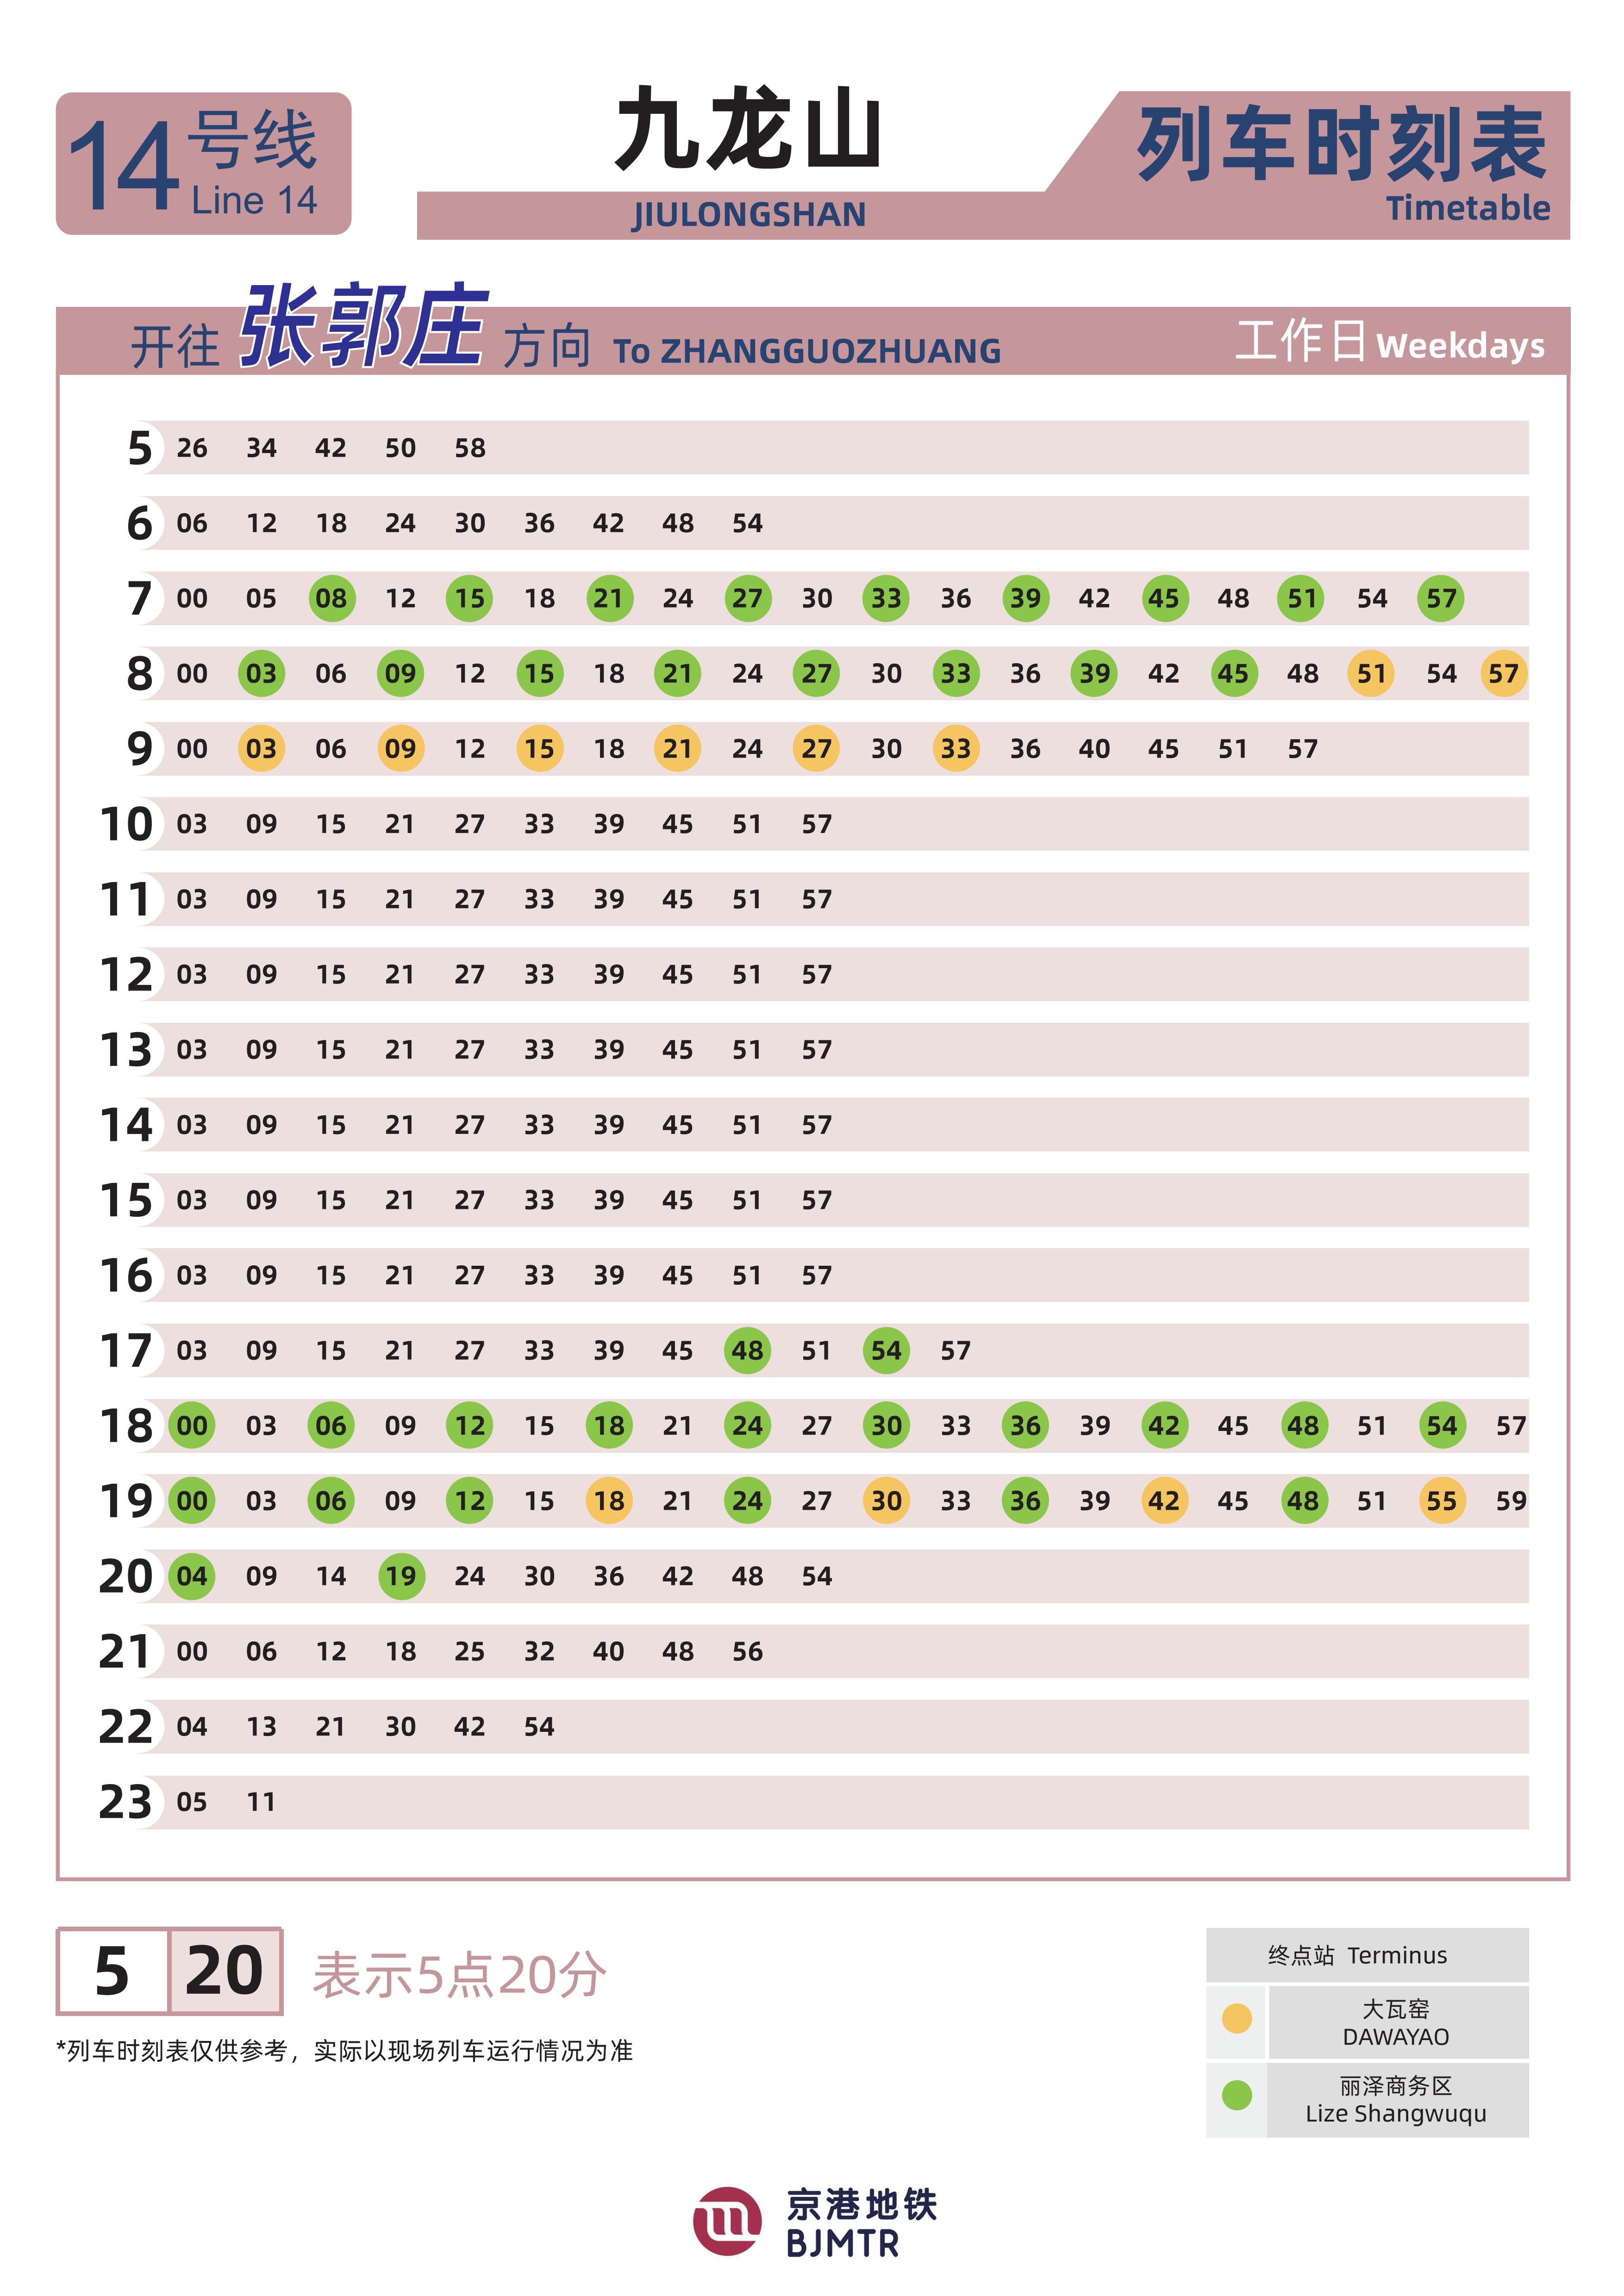 14号线
Line 14
九龙山
JIULONGSHAN
列车时刻表
Timetable
开往 张郭庄 方向 To ZHANGGUOZHUANG 工作日 Weekdays
5 26 34 42 50 58
6 06 12 18 24 30 36 42 48 54
7 00 05 08 12 15 18 21 24 27 30 33 36 39 42 45 48 51 54 57
8 00 03 06 09 12 15 18 21 24 27 30 33 36 39 42 45 48 51 54 57
9 00 03 06 09 12 15 18 21 24 27 30 33 36 40 45 51 57
10 03 09 15 21 27 33 39 45 51 57
11 03 09 15 21 27 33 39 45 51 57
12 03 09 15 21 27 33 39 45 51 57
13 03 09 15 21 27 33 39 45 51 57
14 03 09 15 21 27 33 39 45 51 57
15 03 09 15 21 27 33 39 45 51 57
16 03 09 15 21 27 33 39 45 51 57
17 03 09 15 21 27 33 39 45 48 51 54 57
18 00 03 06 09 12 15 18 21 24 27 30 33 36 39 42 45 48 51 54 57
19 00 03 06 09 12 15 18 21 24 27 30 33 36 39 42 45 48 51 55 59
20 04 09 14 19 24 30 36 42 48 54
21 00 06 12 18 25 32 40 48 56
22 04 13 21 30 42 54
23 05 11
5 20 表示5点20分
*列车时刻表仅供参考，实际以现场列车运行情况为准
终点站 Terminus
大瓦窑
DAWAYAO
丽泽商务区
Lize Shangwuqu
京港地铁
BJMTR